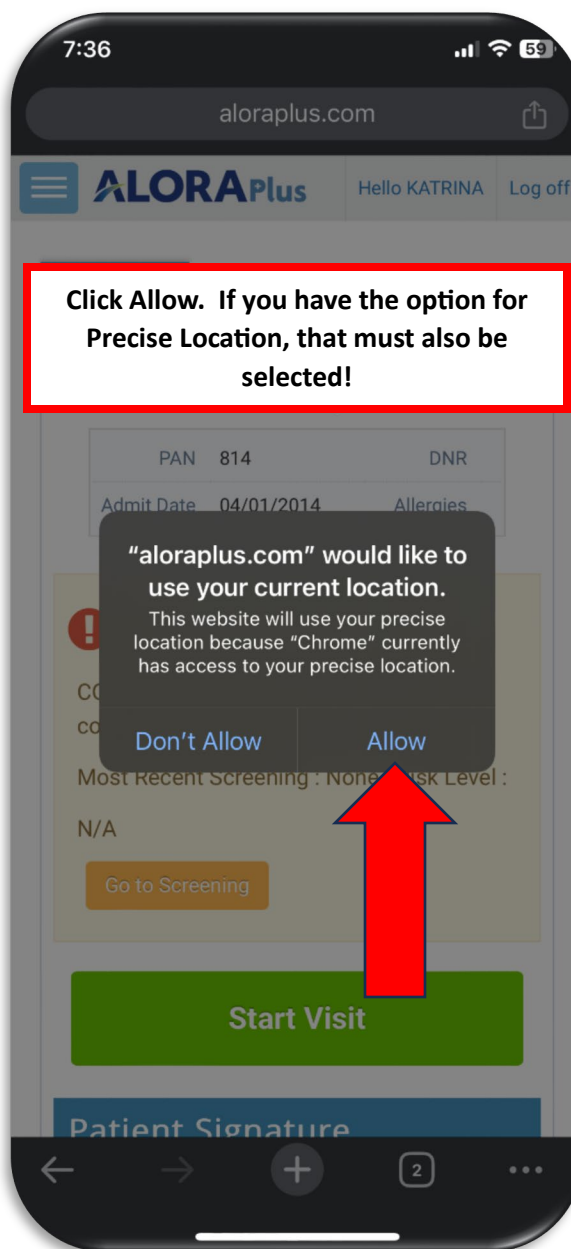 7:36
59
aloraplus.com
ALORAPlus
Hello KATRINA
Log off
Click Allow.  If you have the option for
Precise Location, that must also be
selected!
PAN 814 DNR
Admit Date 04/01/2014 Allergies
“aloraplus.com” would like to
use your current location.
This website will use your precise
location because “Chrome” currently
has access to your precise location.
Don’t Allow
Allow
Most Recent Screening : None Risk Level :
N/A
Go to Screening
Start Visit
Patient Signature
2